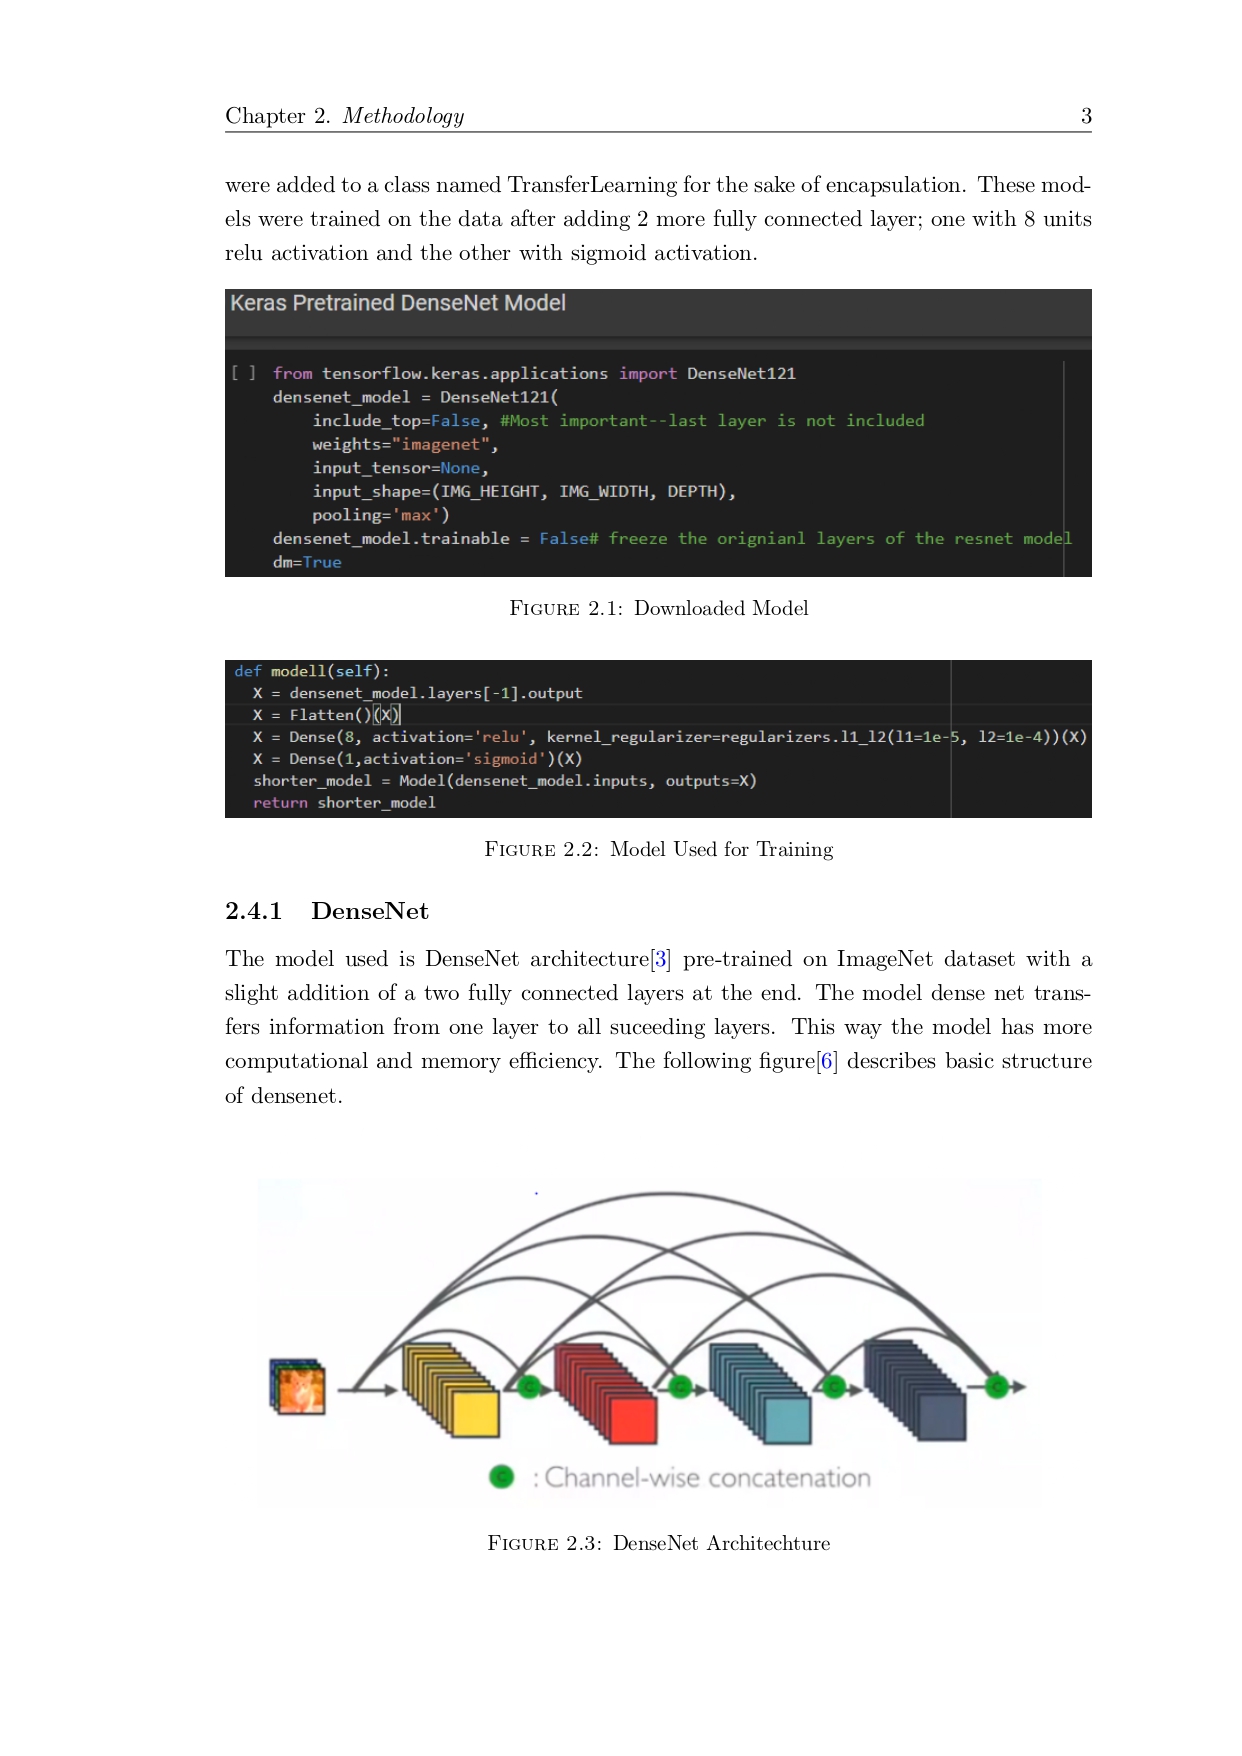 Chapter 2. Methodology 3
were added to a class named TransferLearning for the sake of encapsulation. These mod-
els were trained on the data after adding 2 more fully connected layer; one with 8 units
relu activation and the other with sigmoid activation.
Keras Pretrained DenseNet Model
[ ] from tensorflow.keras.applications import DenseNet121
densenet_model = DenseNet121(
include_top=False, #Most important--last layer is not included
weights="imagenet",
input_tensor=None,
input_shape=(IMG_HEIGHT, IMG_WIDTH, DEPTH),
pooling='max')
densenet_model.trainable = False# freeze the orignianl layers of the resnet model
dm=True
FIGURE 2.1: Downloaded Model
def modell(self):
X = densenet_model.layers[-1].output
X = Flatten()(X)
X = Dense(8, activation='relu', kernel_regularizer=regularizers.l1_l2(l1=1e-5, l2=1e-4))(X)
X = Dense(1,activation='sigmoid')(X)
shorter_model = Model(densenet_model.inputs, outputs=X)
return shorter_model
FIGURE 2.2: Model Used for Training
2.4.1 DenseNet
The model used is DenseNet architecture[3] pre-trained on ImageNet dataset with a
slight addition of a two fully connected layers at the end. The model dense net trans-
fers information from one layer to all suceeding layers. This way the model has more
computational and memory efficiency. The following figure[6] describes basic structure
of densenet.
C C C C
C : Channel-wise concatenation
FIGURE 2.3: DenseNet Architechture